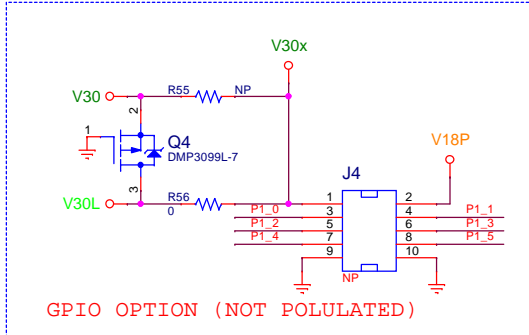 V30x
V30
R55
NP
2
1
Q4
DMP3099L-7
V18P
3
J4
V30L
R56
0
1
2
P1_0
3
4
P1_1
P1_2
5
6
P1_3
P1_4
7
8
P1_5
9
10
NP
GPIO OPTION (NOT POLULATED)